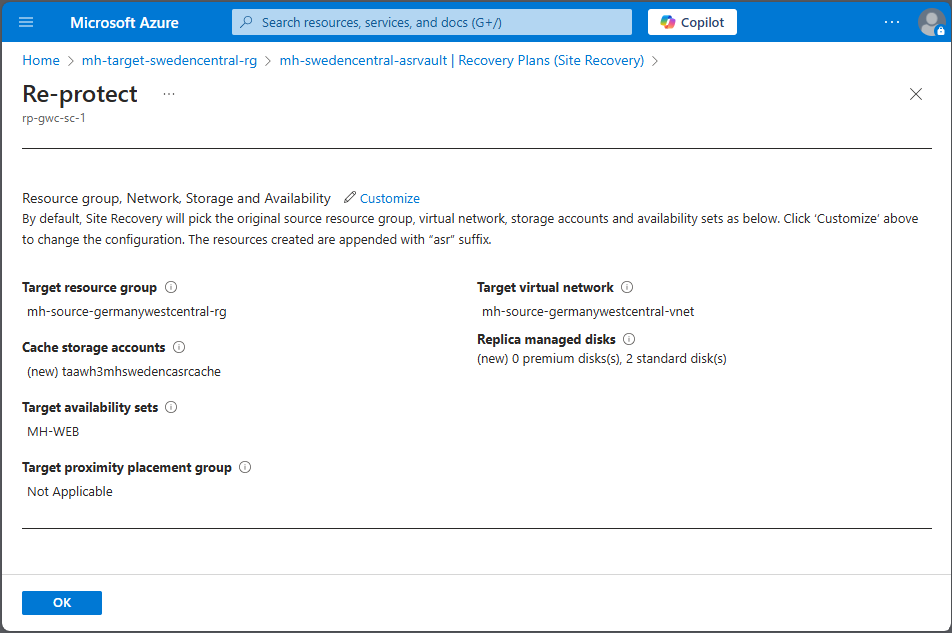 Microsoft Azure
Search resources, services, and docs (G+/)
Copilot
Home > mh-target-swedencentral-rg > mh-swedencentral-asrvault | Recovery Plans (Site Recovery) >
Re-protect ...
rp-gwc-sc-1
Resource group, Network, Storage and Availability Customize
By default, Site Recovery will pick the original source resource group, virtual network, storage accounts and availability sets as below. Click ‘Customize’ above
to change the configuration. The resources created are appended with “asr” suffix.
Target resource group
mh-source-germanywestcentral-rg
Cache storage accounts
(new) taawh3mhswedencasrcache
Target availability sets
MH-WEB
Target proximity placement group
Not Applicable
Target virtual network
mh-source-germanywestcentral-vnet
Replica managed disks
(new) 0 premium disks(s), 2 standard disk(s)
OK